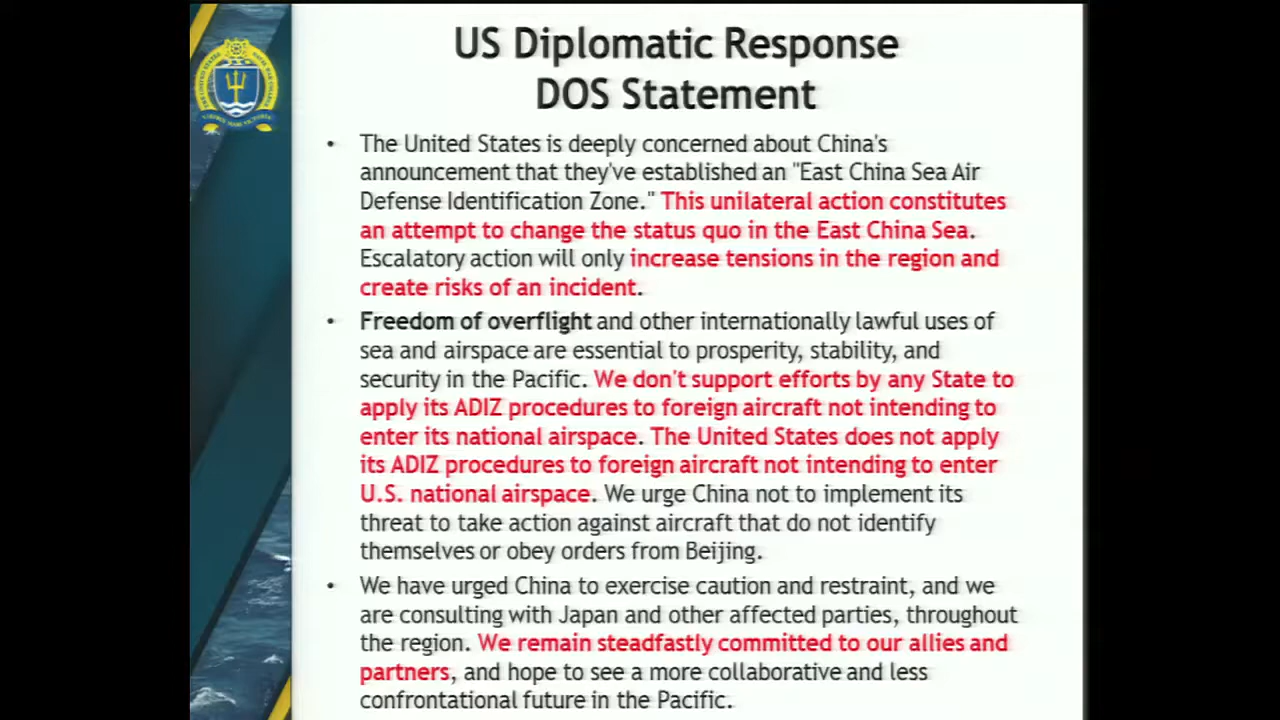 US Diplomatic Response
DOS Statement
• The United States is deeply concerned about China's
announcement that they've established an "East China Sea Air
Defense Identification Zone." This unilateral action constitutes
an attempt to change the status quo in the East China Sea.
Escalatory action will only increase tensions in the region and
create risks of an incident.
• Freedom of overflight and other internationally lawful uses of
sea and airspace are essential to prosperity, stability, and
security in the Pacific. We don't support efforts by any State to
apply its ADIZ procedures to foreign aircraft not intending to
enter its national airspace. The United States does not apply
its ADIZ procedures to foreign aircraft not intending to enter
U.S. national airspace. We urge China not to implement its
threat to take action against aircraft that do not identify
themselves or obey orders from Beijing.
• We have urged China to exercise caution and restraint, and we
are consulting with Japan and other affected parties, throughout
the region. We remain steadfastly committed to our allies and
partners, and hope to see a more collaborative and less
confrontational future in the Pacific.